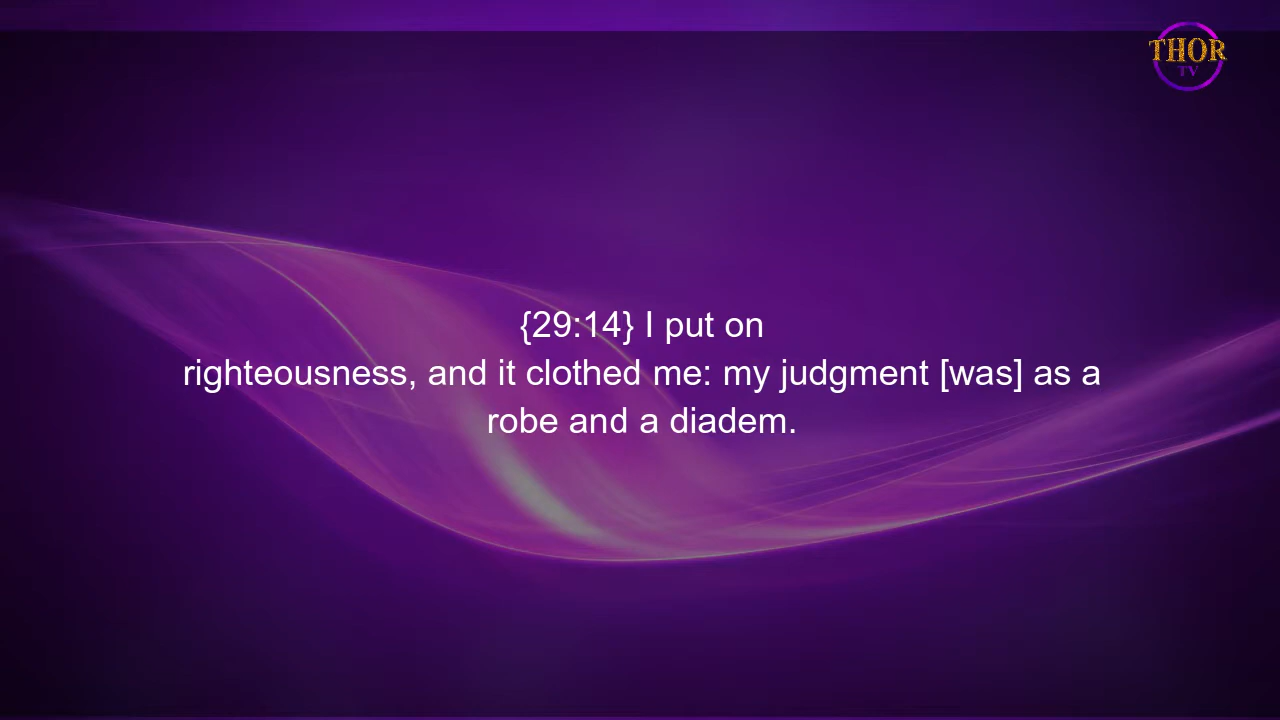 THOR
TV
{29:14} I put on
righteousness, and it clothed me: my judgment [was] as a
robe and a diadem.